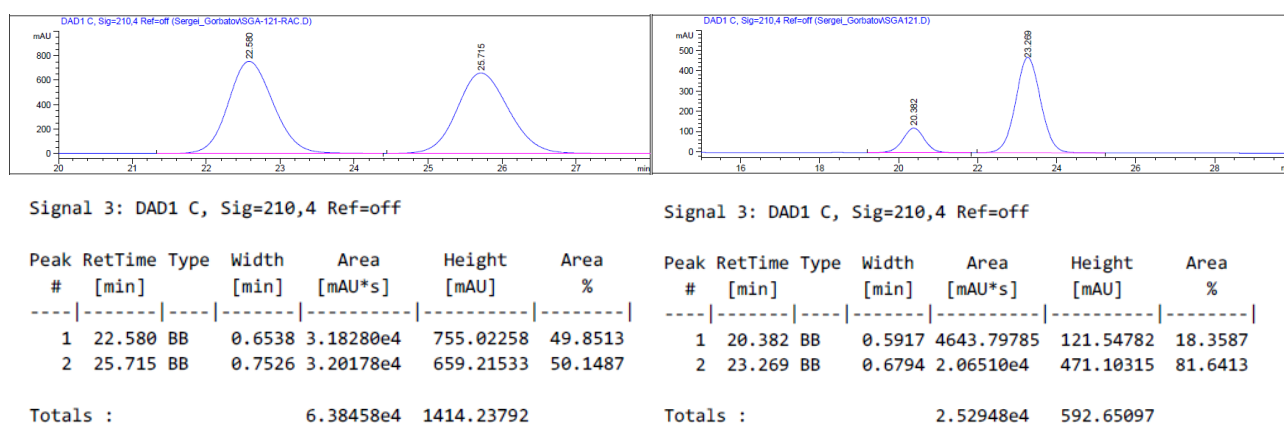 DAD1 C, Sig=210,4 Ref=off (Sergei_Gorbatov\SGA-121-RAC.D)
mAU
800
600
400
200
0
22.580
25.715
20 21 22 23 24 25 26 27 min
Signal 3: DAD1 C, Sig=210,4 Ref=off
Peak RetTime Type Width Area Height Area
# [min] [min] [mAU*s] [mAU] %
----|-------|----|-------|----------|----------|--------|
1 22.580 BB 0.6538 3.18280e4 755.02258 49.8513
2 25.715 BB 0.7526 3.20178e4 659.21533 50.1487
Totals : 6.38458e4 1414.23792
DAD1 C, Sig=210,4 Ref=off (Sergei_Gorbatov\SGA121.D)
mAU
500
400
300
200
100
0
20.382
23.269
16 18 20 22 24 26 28
Signal 3: DAD1 C, Sig=210,4 Ref=off
Peak RetTime Type Width Area Height Area
# [min] [min] [mAU*s] [mAU] %
----|-------|----|-------|----------|----------|--------|
1 20.382 BB 0.5917 4643.79785 121.54782 18.3587
2 23.269 BB 0.6794 2.06510e4 471.10315 81.6413
Totals : 2.52948e4 592.65097